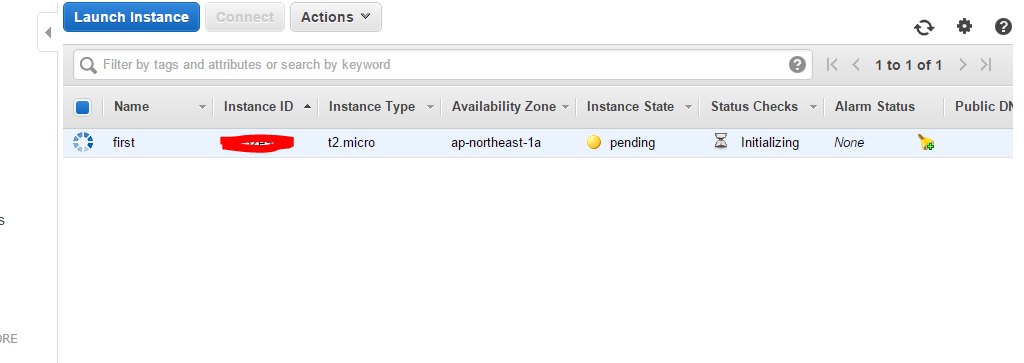 Launch Instance Connect Actions
Filter by tags and attributes or search by keyword 1 to 1 of 1
Name Instance ID Instance Type Availability Zone Instance State Status Checks Alarm Status Public DN
first t2.micro ap-northeast-1a pending Initializing None
s
ORE